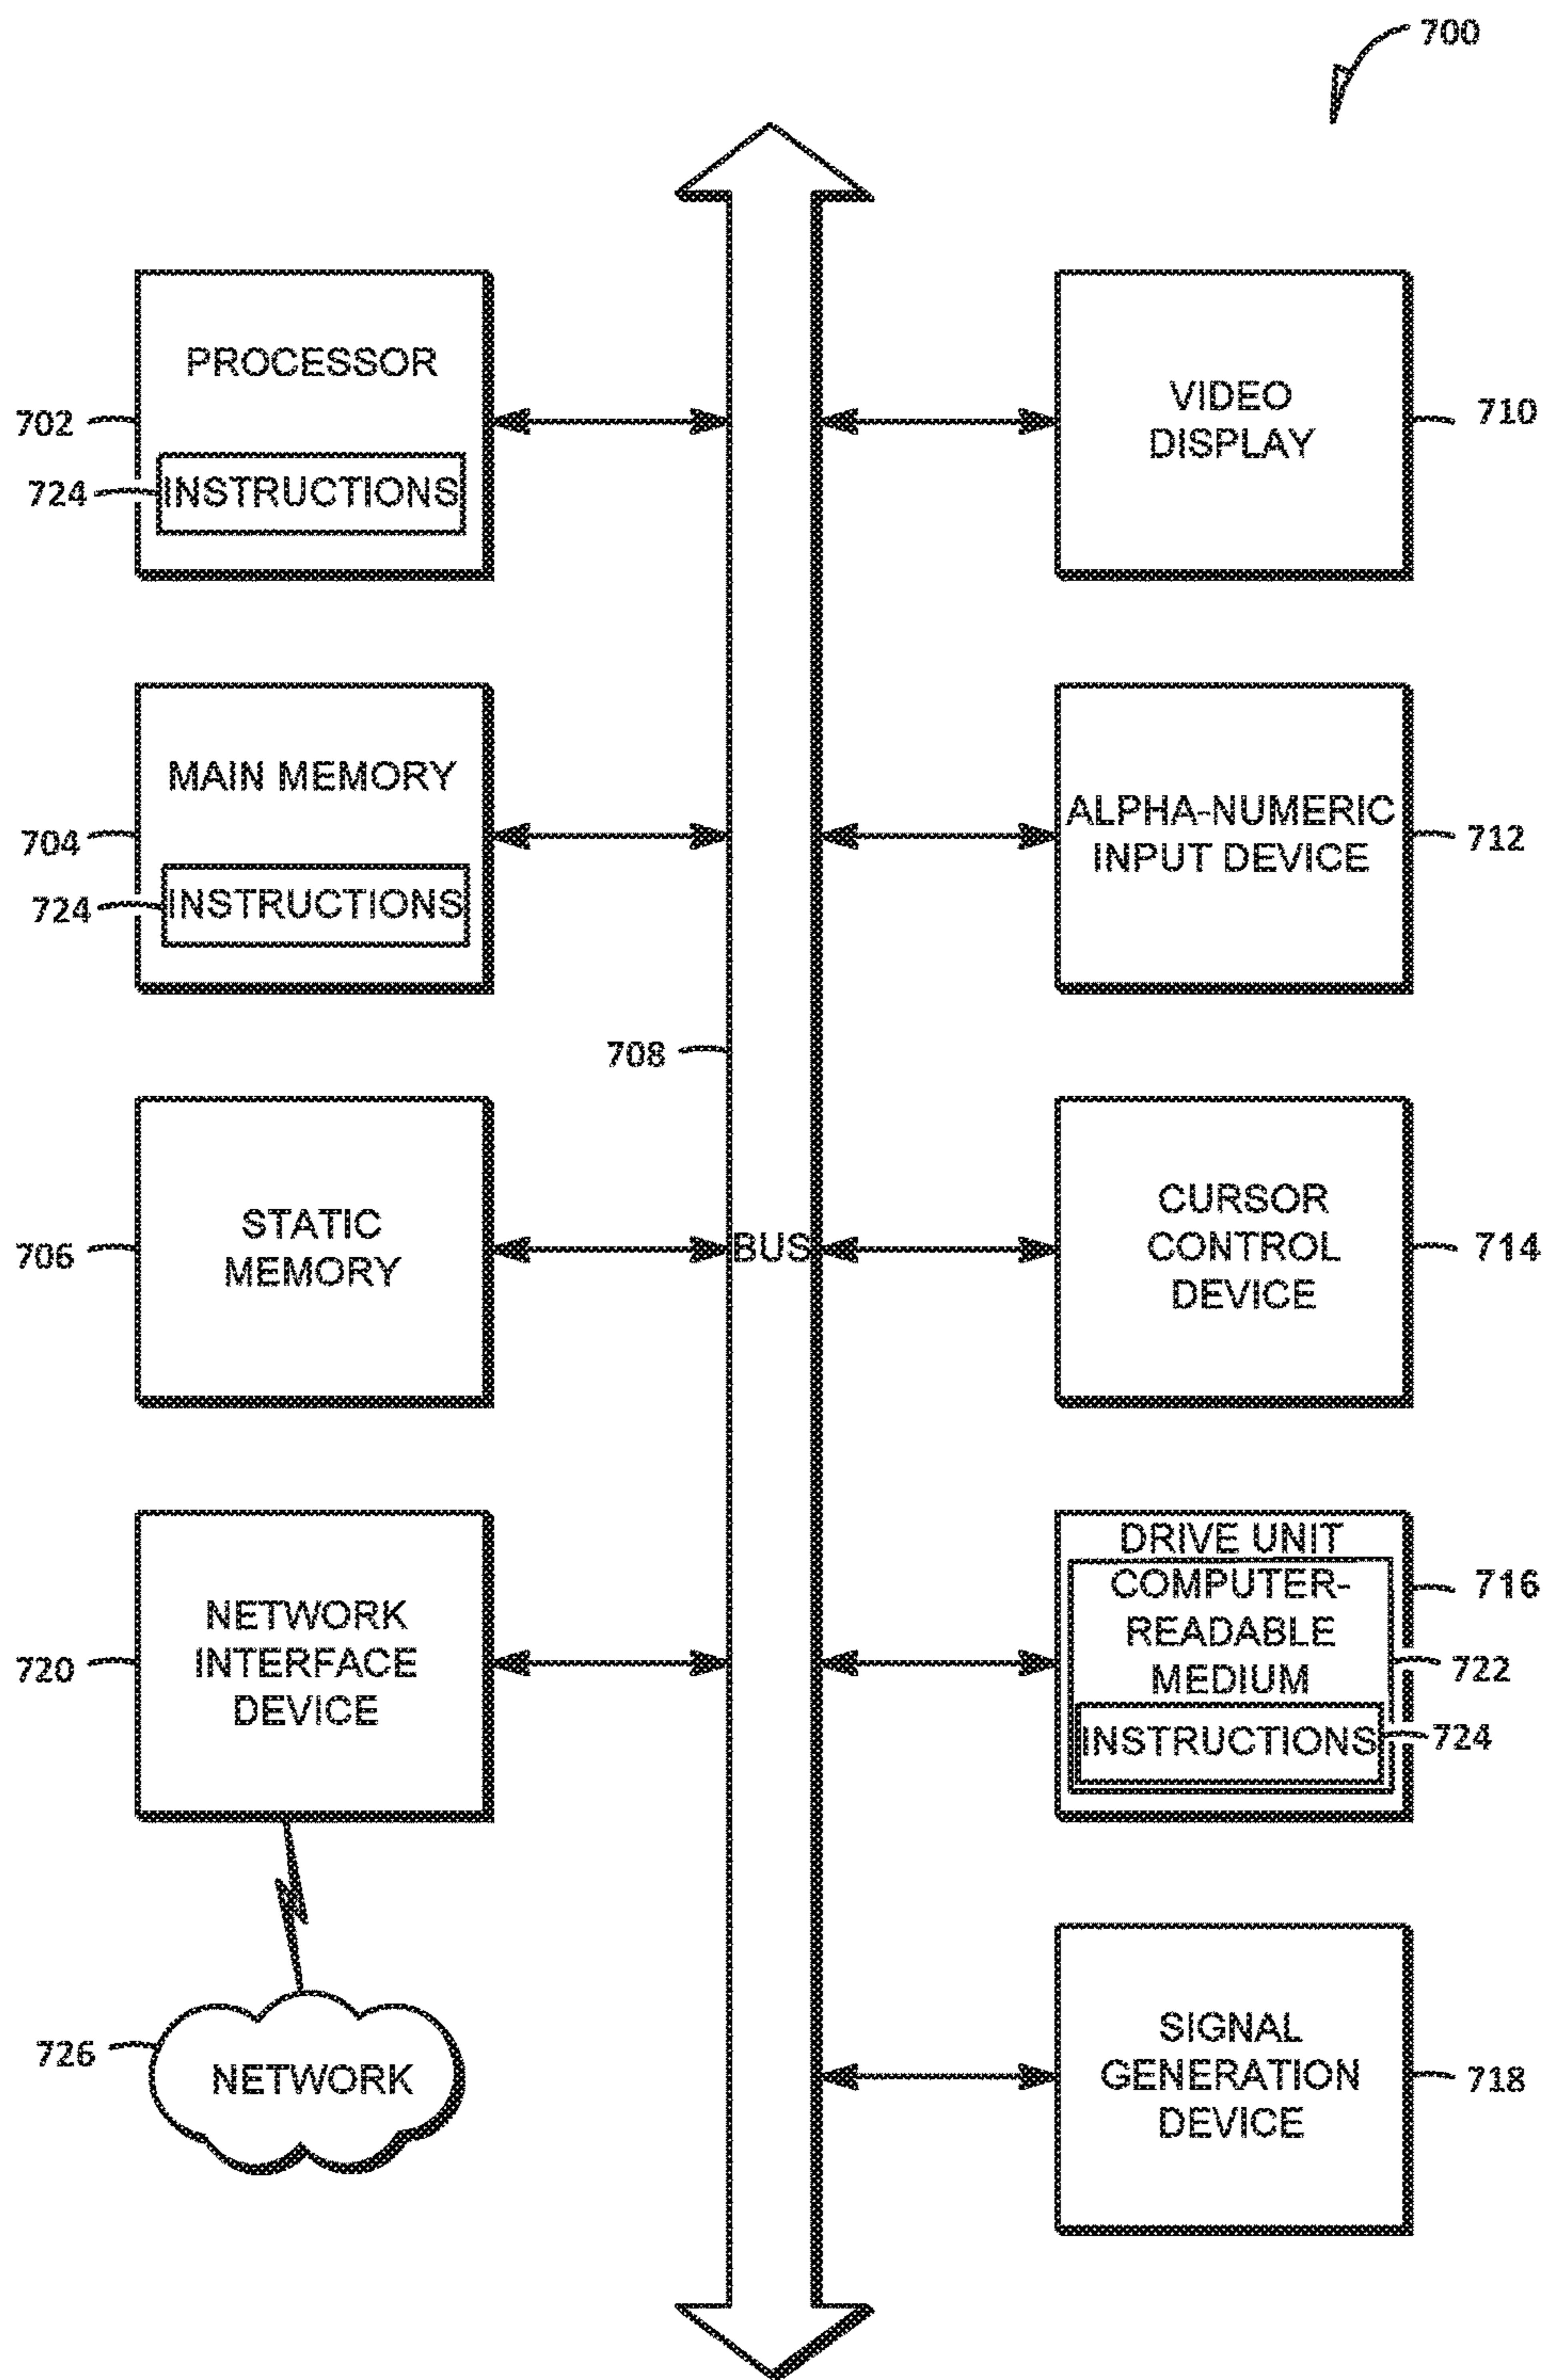 700
PROCESSOR
702
724
INSTRUCTIONS
VIDEO
DISPLAY
710
MAIN MEMORY
704
724
INSTRUCTIONS
ALPHA-NUMERIC
INPUT DEVICE
712
708
STATIC
MEMORY
706
BUS
CURSOR
CONTROL
DEVICE
714
NETWORK
INTERFACE
DEVICE
720
DRIVE UNIT
716
COMPUTER-
READABLE
MEDIUM
722
INSTRUCTIONS
724
726
NETWORK
SIGNAL
GENERATION
DEVICE
718